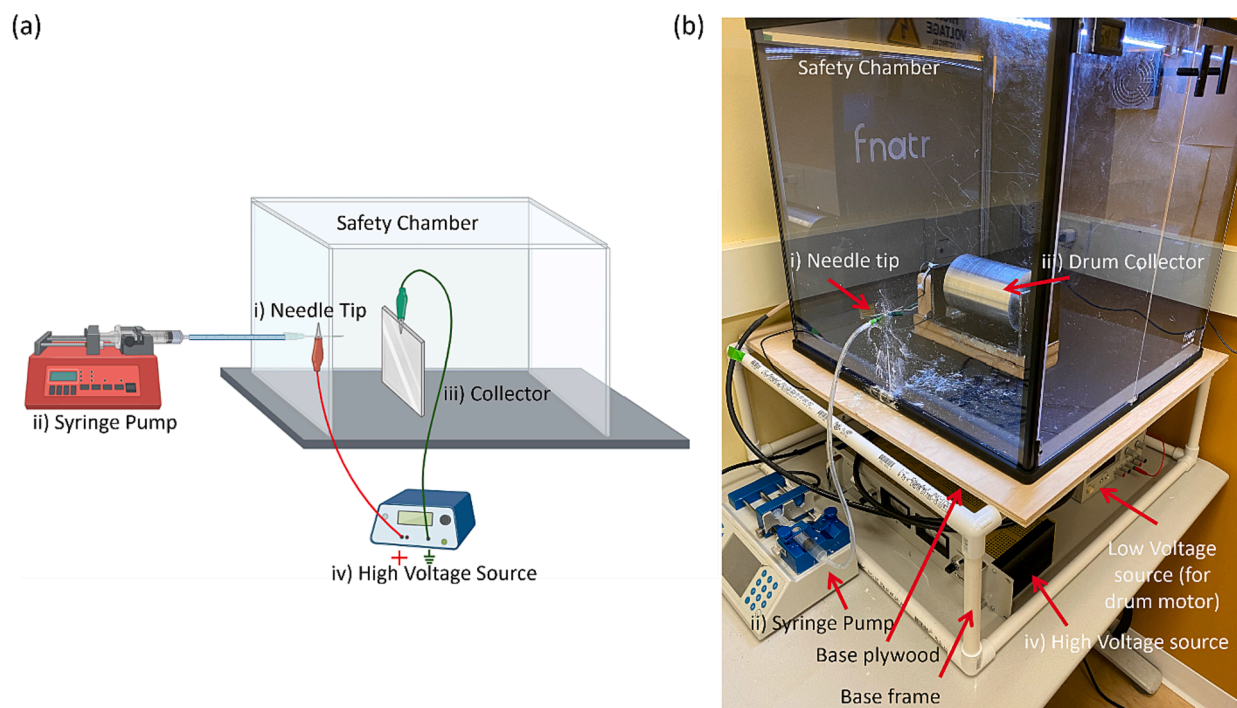 (a)
Safety Chamber
i) Needle Tip
iii) Collector
ii) Syringe Pump
+
iv) High Voltage Source
(b)
VOLTAGE
Safety Chamber
fnatr
i) Needle tip
iii) Drum Collector
Low Voltage
source (for
drum motor)
ii) Syringe Pump
iv) High Voltage source
Base plywood
Base frame